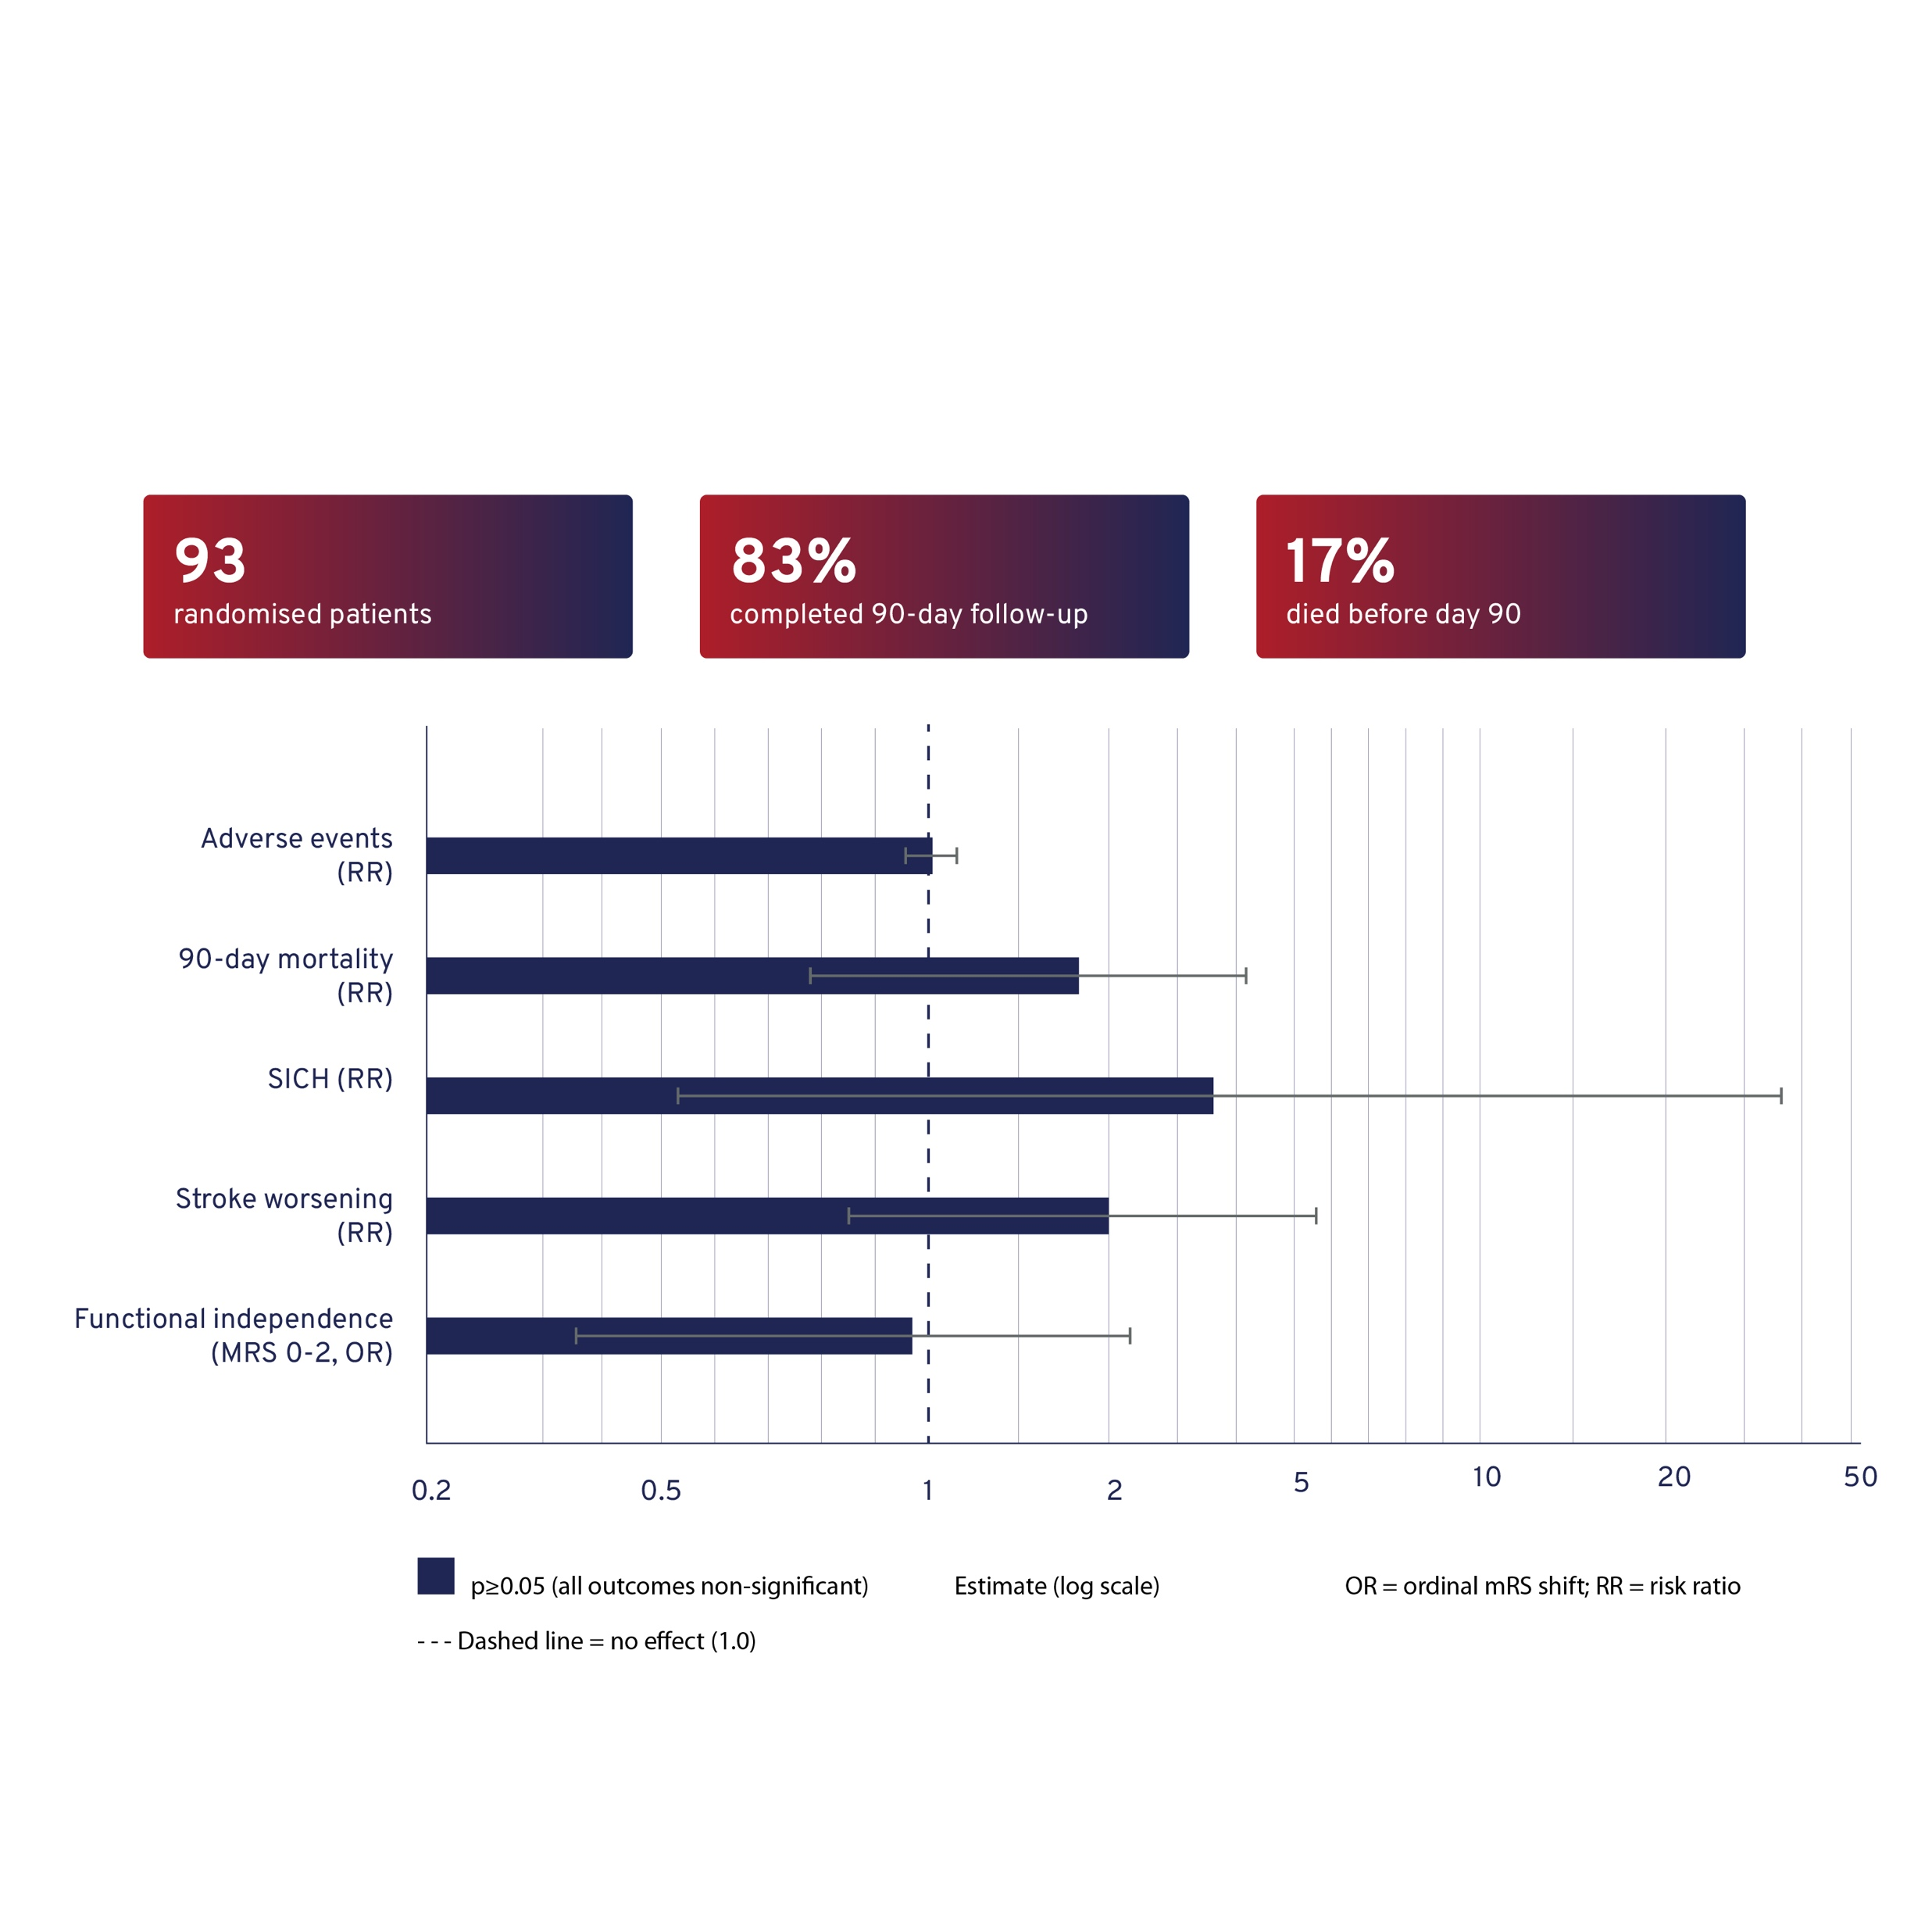 93
randomised patients
83%
completed 90-day follow-up
17%
died before day 90
Adverse events
(RR)
90-day mortality
(RR)
SICH (RR)
Stroke worsening
(RR)
Functional independence
(MRS 0-2, OR)
0.2 0.5 1 2 5 10 20 50
p≥0.05 (all outcomes non-significant)
Estimate (log scale)
OR = ordinal mRS shift; RR = risk ratio
- - - Dashed line = no effect (1.0)